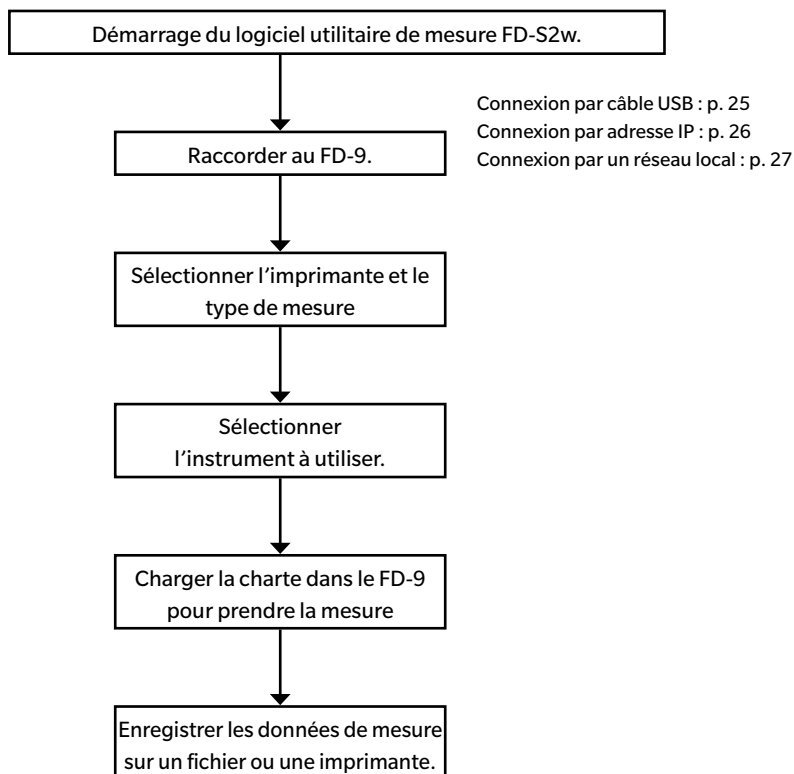 Démarrage du logiciel utilitaire de mesure FD-S2w.
Connexion par câble USB : p. 25
Connexion par adresse IP : p. 26
Connexion par un réseau local : p. 27
Raccorder au FD-9.
Sélectionner l’imprimante et le
type de mesure
Sélectionner
l’instrument à utiliser.
Charger la charte dans le FD-9
pour prendre la mesure
Enregistrer les données de mesure
sur un fichier ou une imprimante.